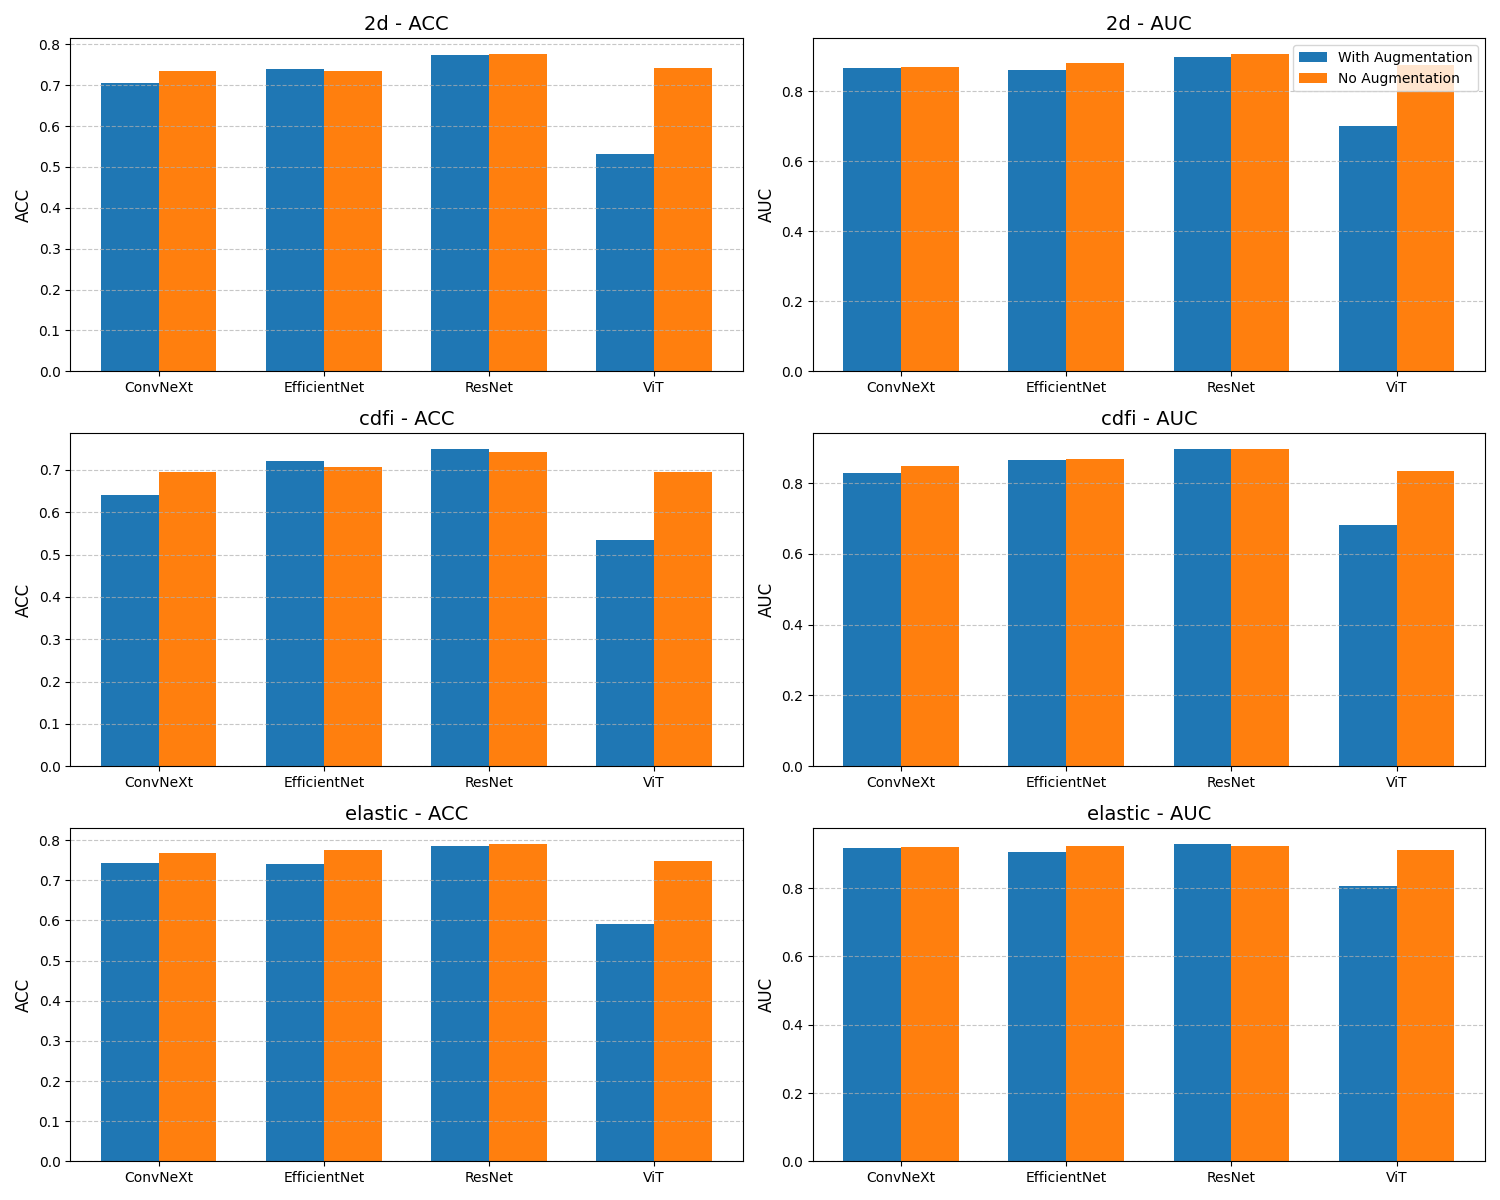 2d - ACC
ACC
0.8
0.7
0.6
0.5
0.4
0.3
0.2
0.1
0.0
ConvNeXt EfficientNet ResNet ViT
2d - AUC
AUC
0.8
0.6
0.4
0.2
0.0
With Augmentation
No Augmentation
ConvNeXt EfficientNet ResNet ViT
cdfi - ACC
ACC
0.7
0.6
0.5
0.4
0.3
0.2
0.1
0.0
ConvNeXt EfficientNet ResNet ViT
cdfi - AUC
AUC
0.8
0.6
0.4
0.2
0.0
ConvNeXt EfficientNet ResNet ViT
elastic - ACC
ACC
0.8
0.7
0.6
0.5
0.4
0.3
0.2
0.1
0.0
ConvNeXt EfficientNet ResNet ViT
elastic - AUC
AUC
0.8
0.6
0.4
0.2
0.0
ConvNeXt EfficientNet ResNet ViT